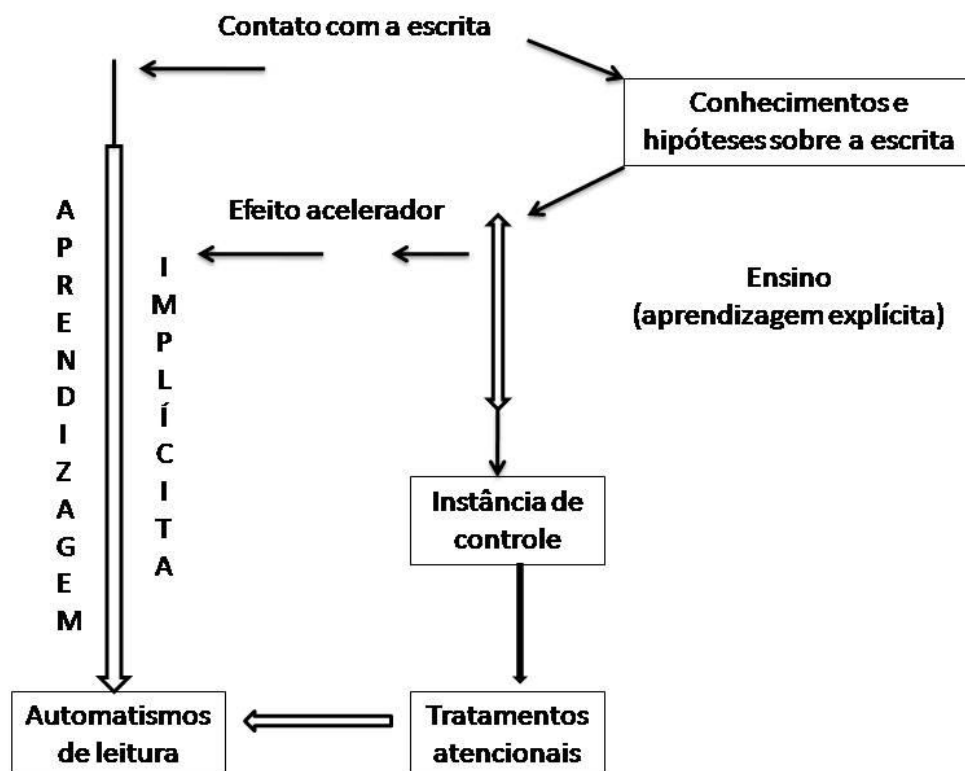 Contato com a escrita
Conhecimentos e
hipóteses sobre a escrita
Efeito acelerador
APRENDIZAGEM
IMPLÍCITA
Ensino
(aprendizagem explícita)
Instância de
controle
Automatismos
de leitura
Tratamentos
atencionais